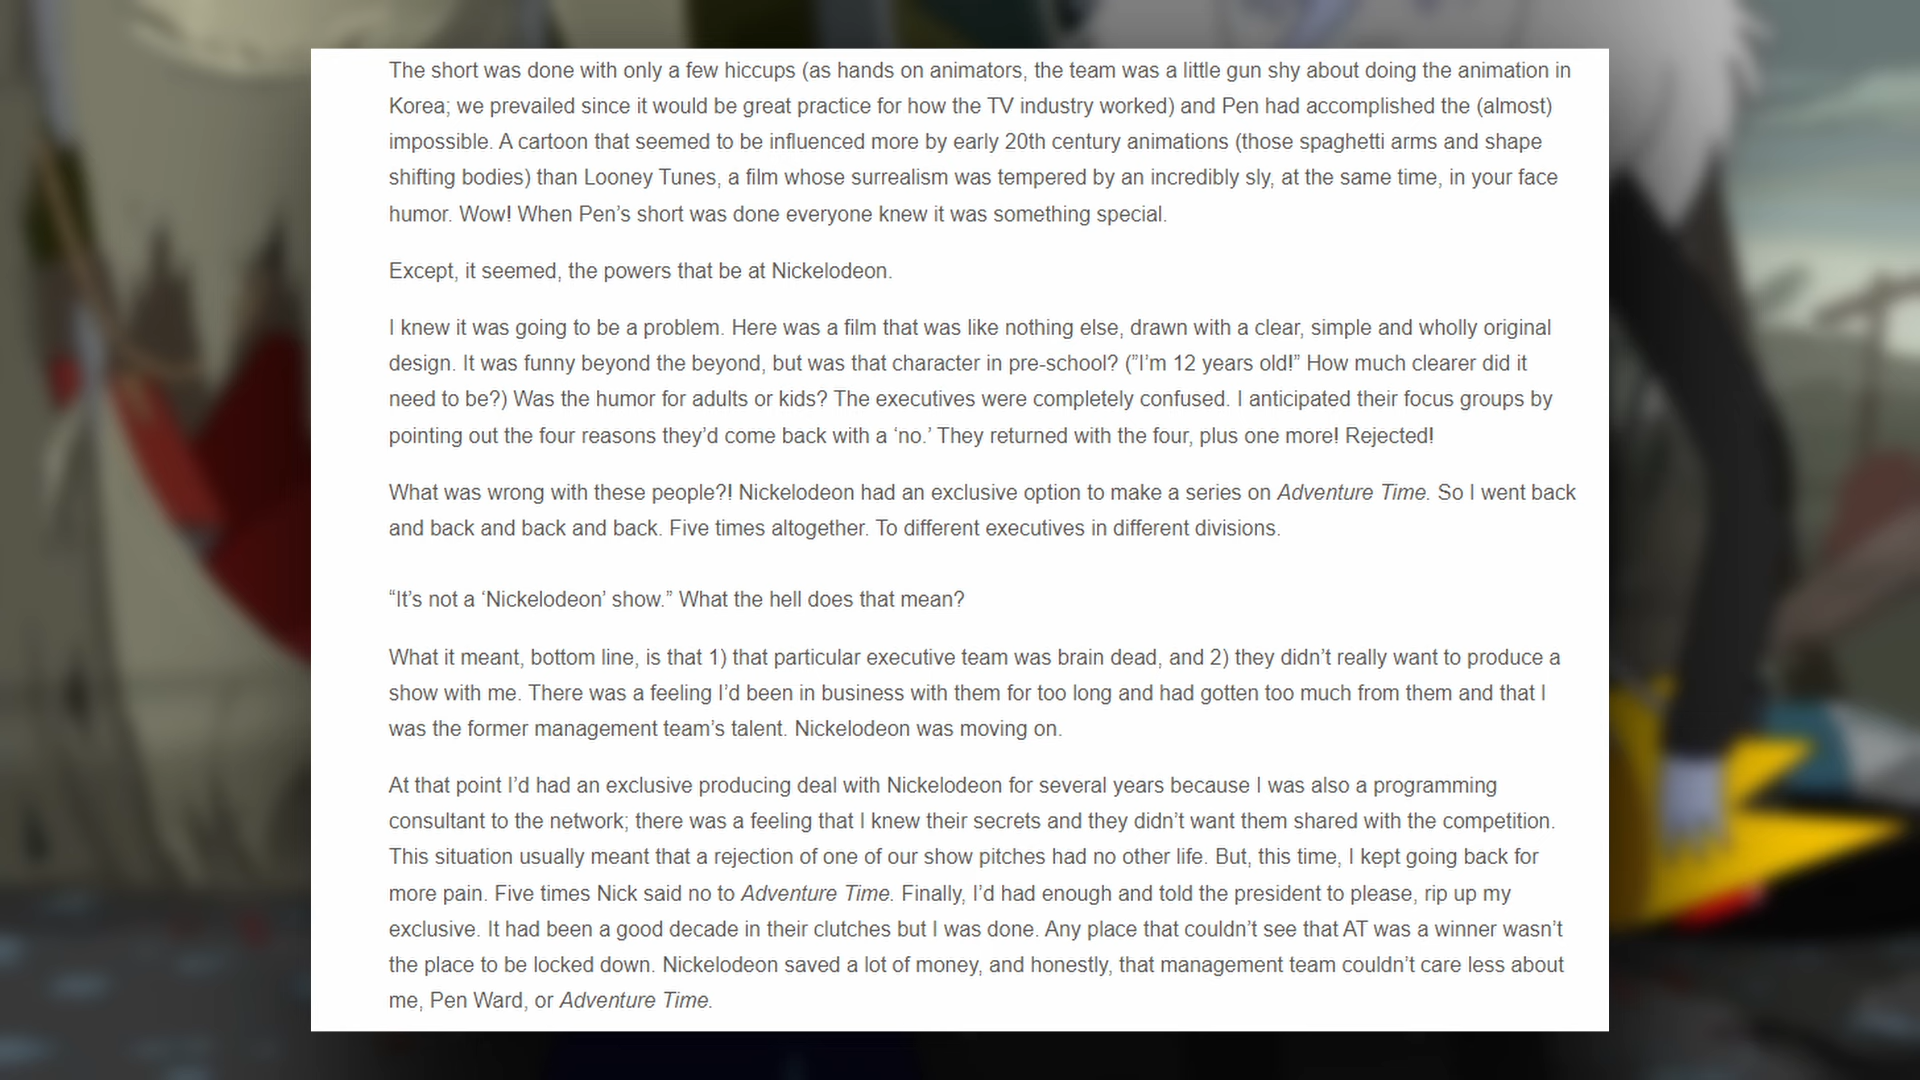 The short was done with only a few hiccups (as hands on animators, the team was a little gun shy about doing the animation in
Korea; we prevailed since it would be great practice for how the TV industry worked) and Pen had accomplished the (almost)
impossible. A cartoon that seemed to be influenced more by early 20th century animations (those spaghetti arms and shape
shifting bodies) than Looney Tunes, a film whose surrealism was tempered by an incredibly sly, at the same time, in your face
humor. Wow! When Pen’s short was done everyone knew it was something special.
Except, it seemed, the powers that be at Nickelodeon.
I knew it was going to be a problem. Here was a film that was like nothing else, drawn with a clear, simple and wholly original
design. It was funny beyond the beyond, but was that character in pre-school? (”I’m 12 years old!” How much clearer did it
need to be?) Was the humor for adults or kids? The executives were completely confused. I anticipated their focus groups by
pointing out the four reasons they’d come back with a ‘no.’ They returned with the four, plus one more! Rejected!
What was wrong with these people?! Nickelodeon had an exclusive option to make a series on Adventure Time. So I went back
and back and back and back. Five times altogether. To different executives in different divisions.
“It’s not a ‘Nickelodeon’ show.” What the hell does that mean?
What it meant, bottom line, is that 1) that particular executive team was brain dead, and 2) they didn’t really want to produce a
show with me. There was a feeling I’d been in business with them for too long and had gotten too much from them and that I
was the former management team’s talent. Nickelodeon was moving on.
At that point I’d had an exclusive producing deal with Nickelodeon for several years because I was also a programming
consultant to the network; there was a feeling that I knew their secrets and they didn’t want them shared with the competition.
This situation usually meant that a rejection of one of our show pitches had no other life. But, this time, I kept going back for
more pain. Five times Nick said no to Adventure Time. Finally, I’d had enough and told the president to please, rip up my
exclusive. It had been a good decade in their clutches but I was done. Any place that couldn’t see that AT was a winner wasn’t
the place to be locked down. Nickelodeon saved a lot of money, and honestly, that management team couldn’t care less about
me, Pen Ward, or Adventure Time.